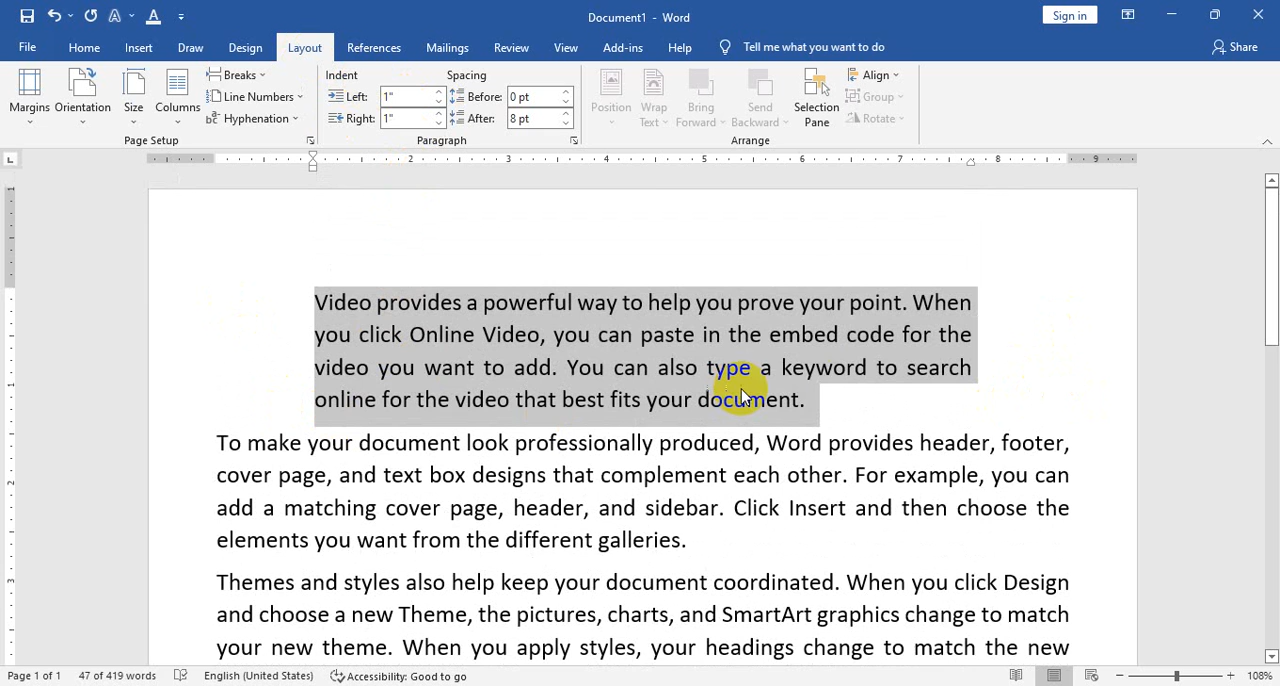 Document1 - Word
Sign in
File Home Insert Draw Design Layout References Mailings Review View Add-ins Help Tell me what you want to do Share
Margins Orientation Size Columns
Breaks
Line Numbers
Hyphenation
Page Setup
Indent Spacing
Left: 1" Before: 0 pt
Right: 1" After: 8 pt
Paragraph
Position Wrap Text Bring Forward Send Backward Selection Pane
Align
Group
Rotate
Arrange
2 3 4 5 6 7 8 9
Video provides a powerful way to help you prove your point. When
you click Online Video, you can paste in the embed code for the
video you want to add. You can also type a keyword to search
online for the video that best fits your document.
To make your document look professionally produced, Word provides header, footer,
cover page, and text box designs that complement each other. For example, you can
add a matching cover page, header, and sidebar. Click Insert and then choose the
elements you want from the different galleries.
Themes and styles also help keep your document coordinated. When you click Design
and choose a new Theme, the pictures, charts, and SmartArt graphics change to match
your new theme. When you apply styles, your headings change to match the new
Page 1 of 1 47 of 419 words English (United States) Accessibility: Good to go 108%